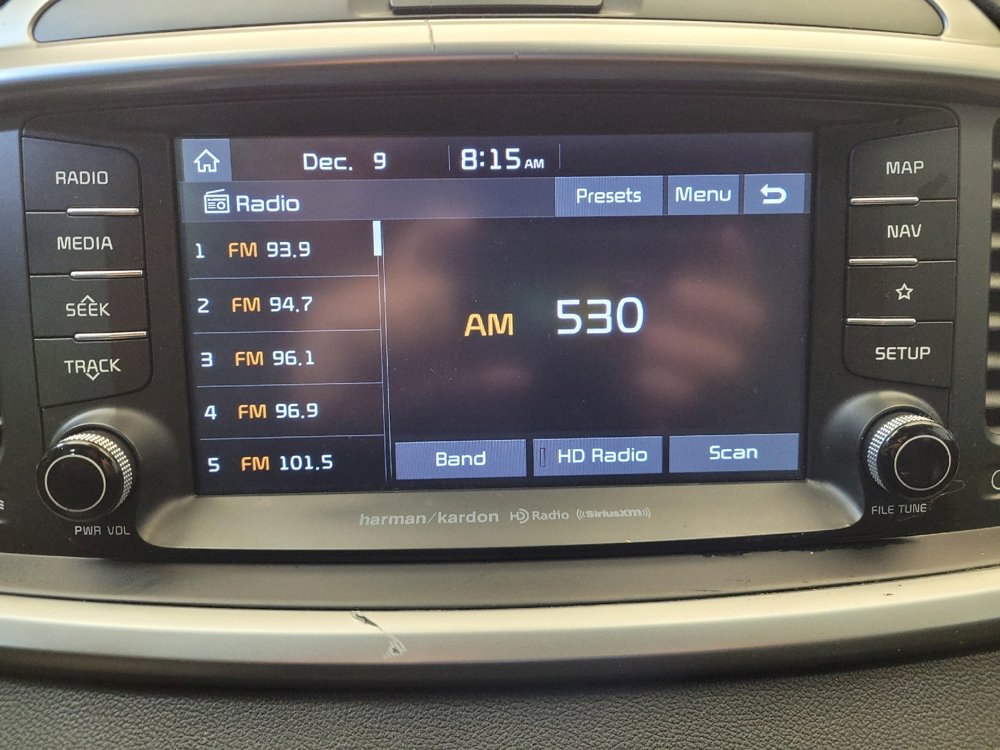 Dec. 9 8:15 AM
Radio Presets Menu
1 FM 93.9
2 FM 94.7
3 FM 96.1
4 FM 96.9
5 FM 101.5
AM 530
Band HD Radio Scan
RADIO
MEDIA
SEEK
TRACK
PWR VOL
MAP
NAV
SETUP
FILE TUNE
harman/kardon HD Radio ((SiriusXM))